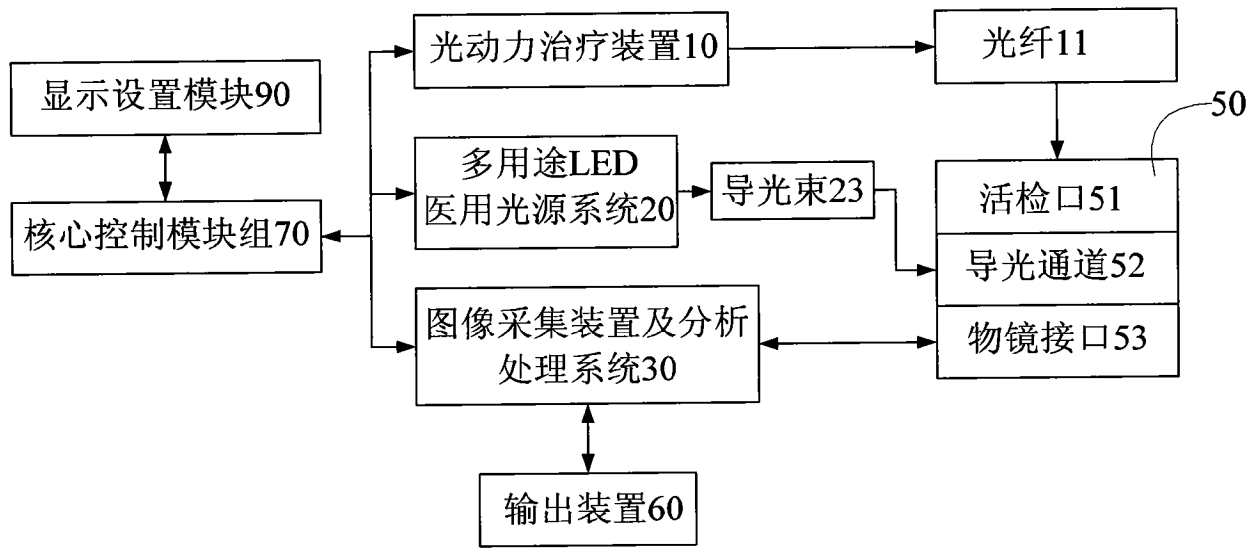 光动力治疗装置10
光纤11
显示设置模块90
50
多用途LED
医用光源系统20
导光束23
活检口51
核心控制模块组70
导光通道52
图像采集装置及分析
处理系统30
物镜接口53
输出装置60